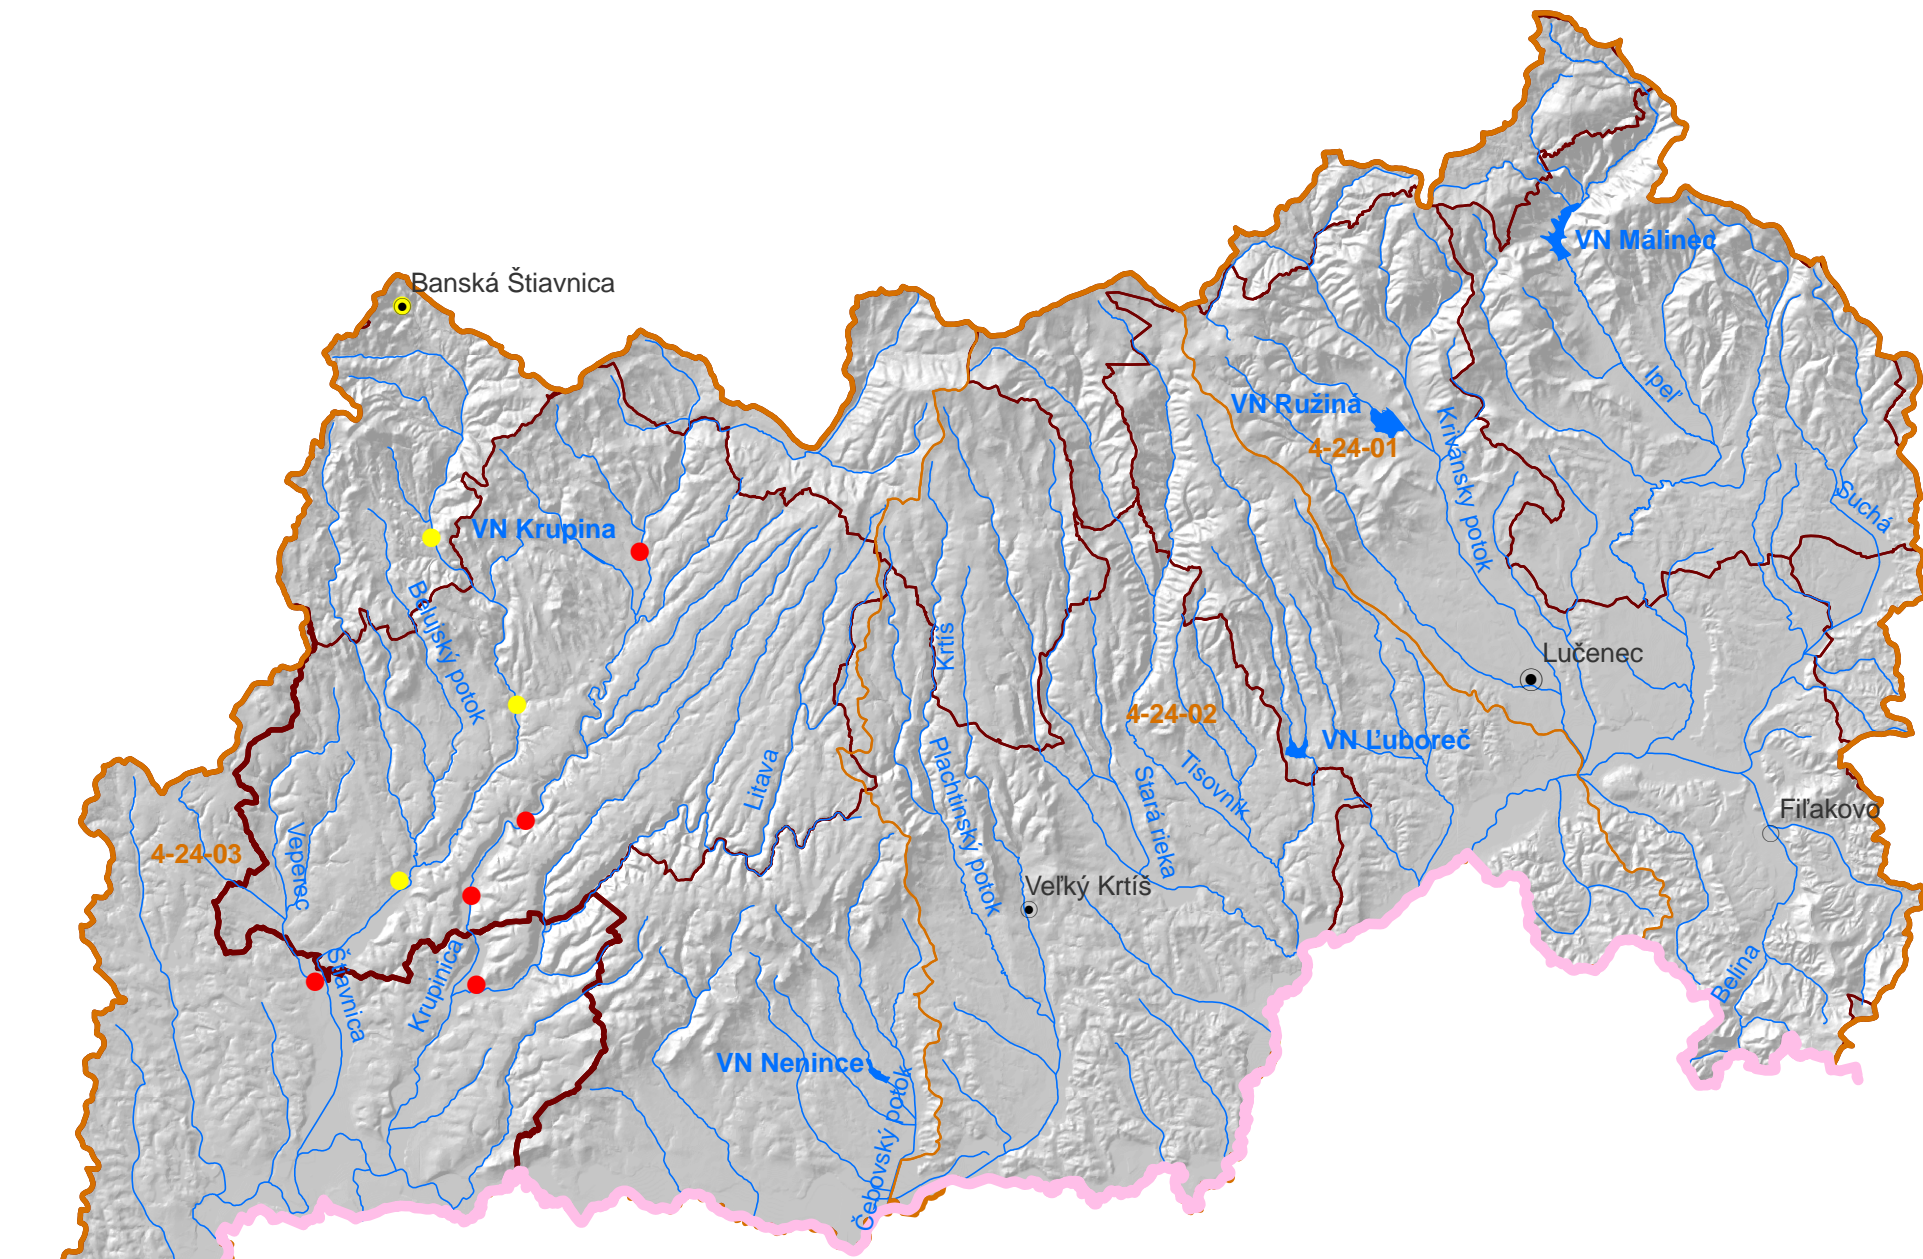 VN Málinec
Banská Štiavnica
Ipeľ
VN Ružiná
4-24-01
Krivánsky potok
Suchá
VN Krupina
Belujský potok
Krtíš
Lučenec
4-24-02
VN Ľuboreč
Tisovník
Stará rieka
Plachtinský potok
Litava
Fiľakovo
4-24-03
Veperec
Veľký Krtíš
Štiavnica
Krupinica
Belina
VN Nenince
Čebovský potok